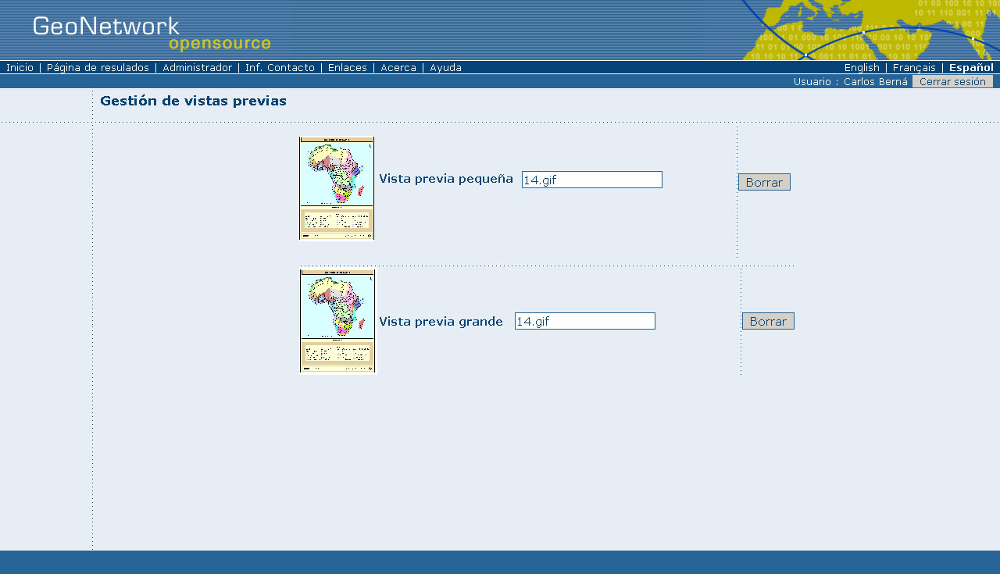 GeoNetwork
opensource
Inicio | Página de resulados | Administrador | Inf. Contacto | Enlaces | Acerca | Ayuda
English | Français | Español
Usuario : Carlos Berná Cerrar sesión
Gestión de vistas previas
Vista previa pequeña 14.gif Borrar
Vista previa grande 14.gif Borrar